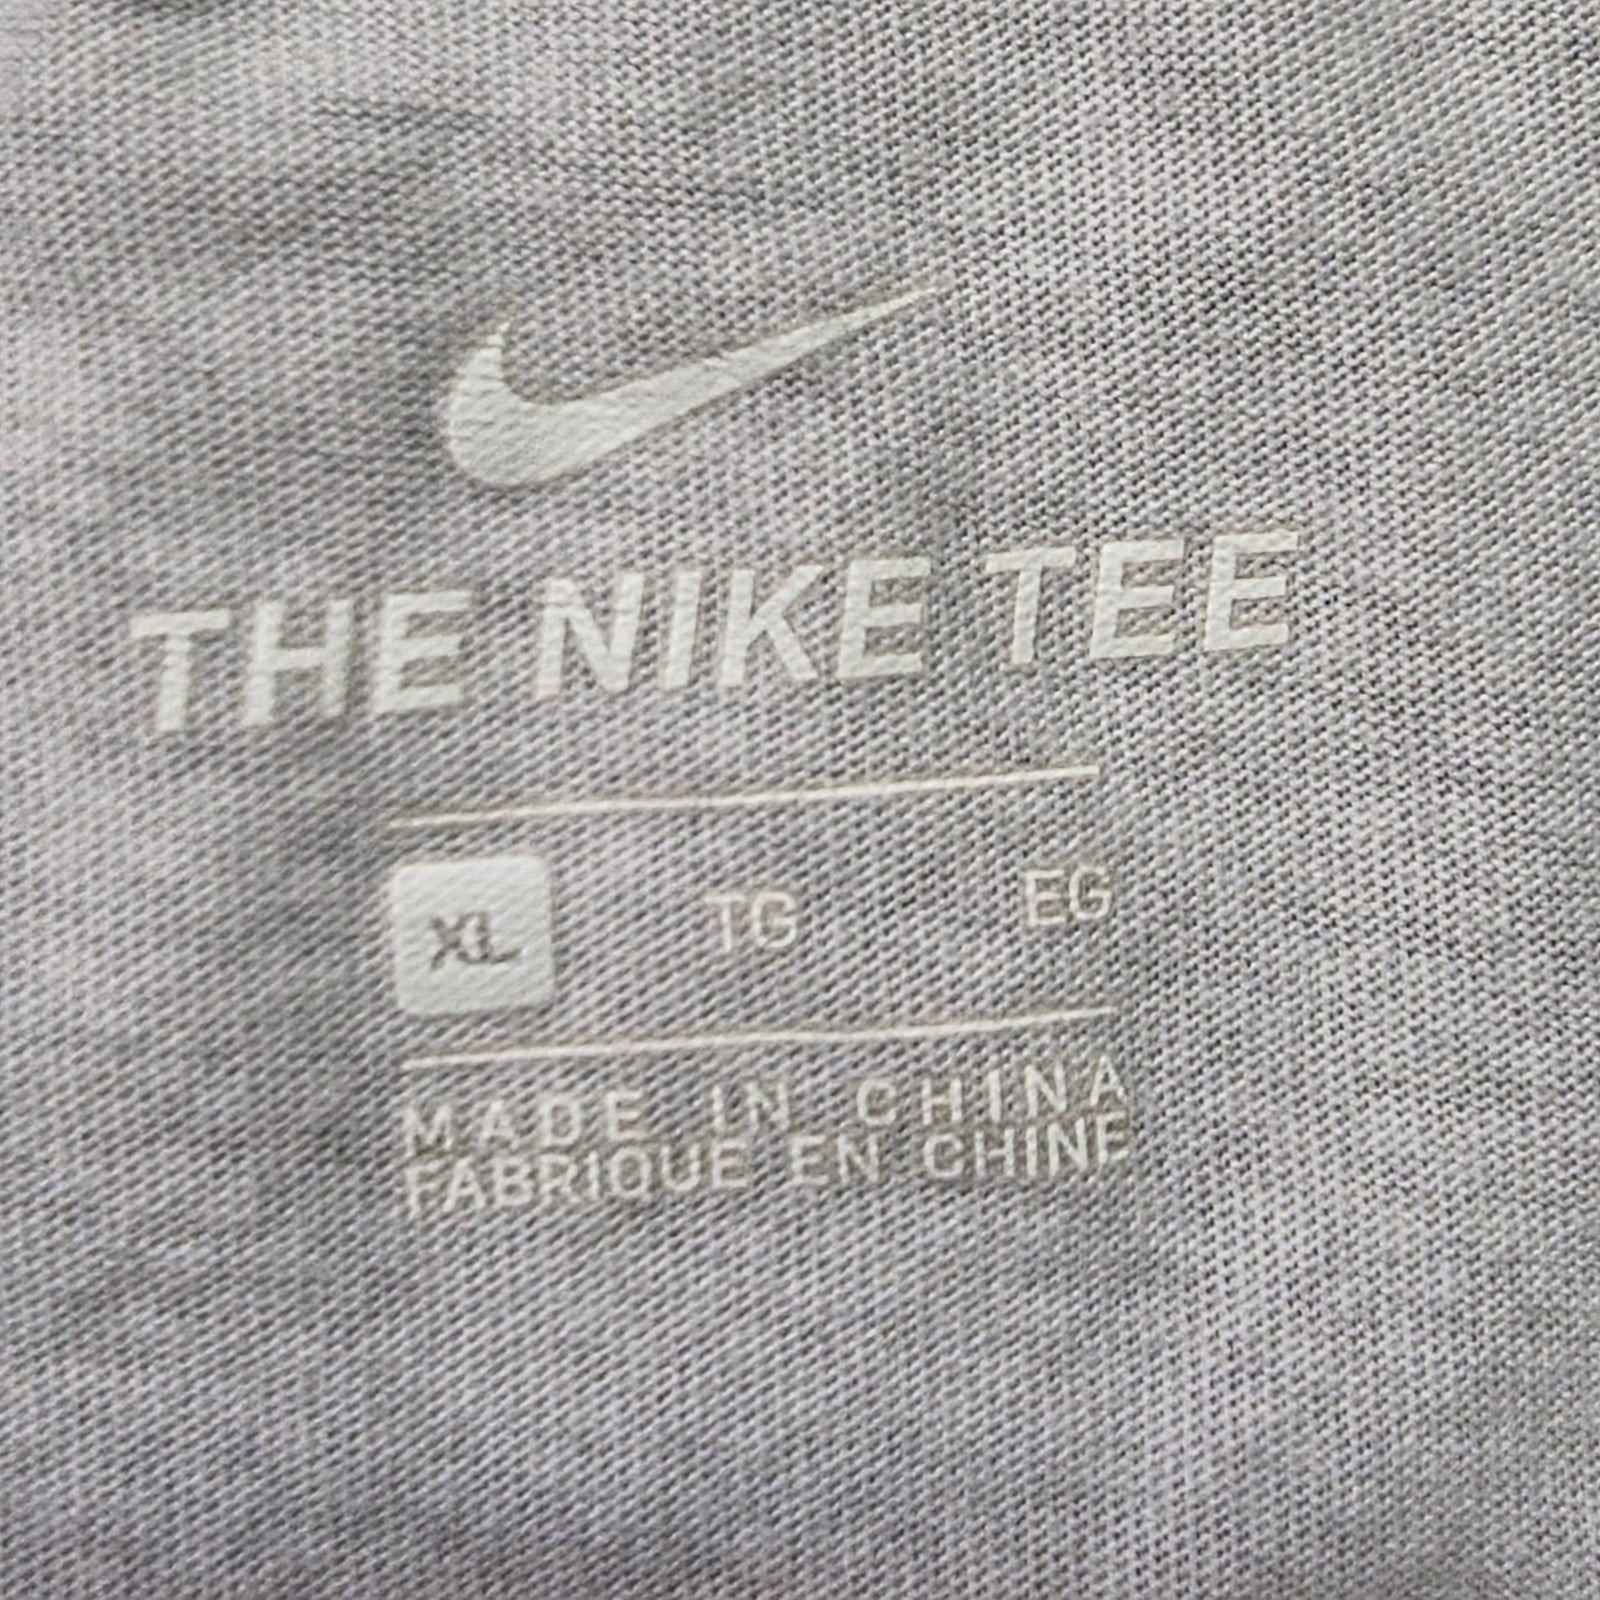 THE NIKE TEE
XL TG EG
MADE IN CHINA
FABRIQUE EN CHINE